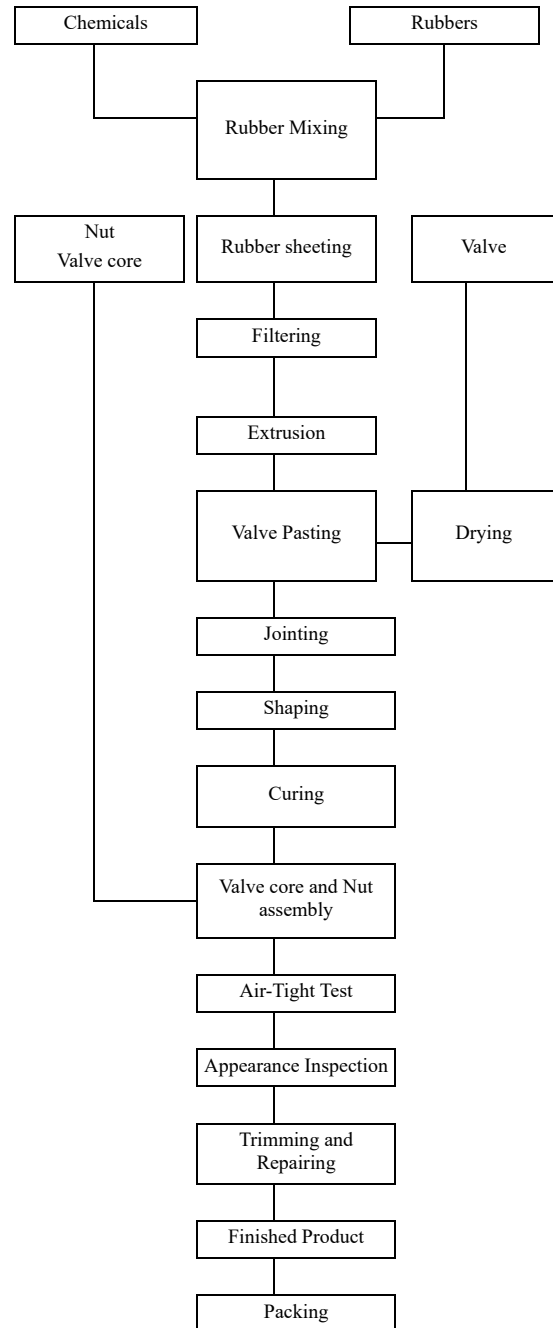 Chemicals
Rubbers
Rubber Mixing
Nut
Valve core
Rubber sheeting
Valve
Filtering
Extrusion
Valve Pasting
Drying
Jointing
Shaping
Curing
Valve core and Nut
assembly
Air-Tight Test
Appearance Inspection
Trimming and
Repairing
Finished Product
Packing